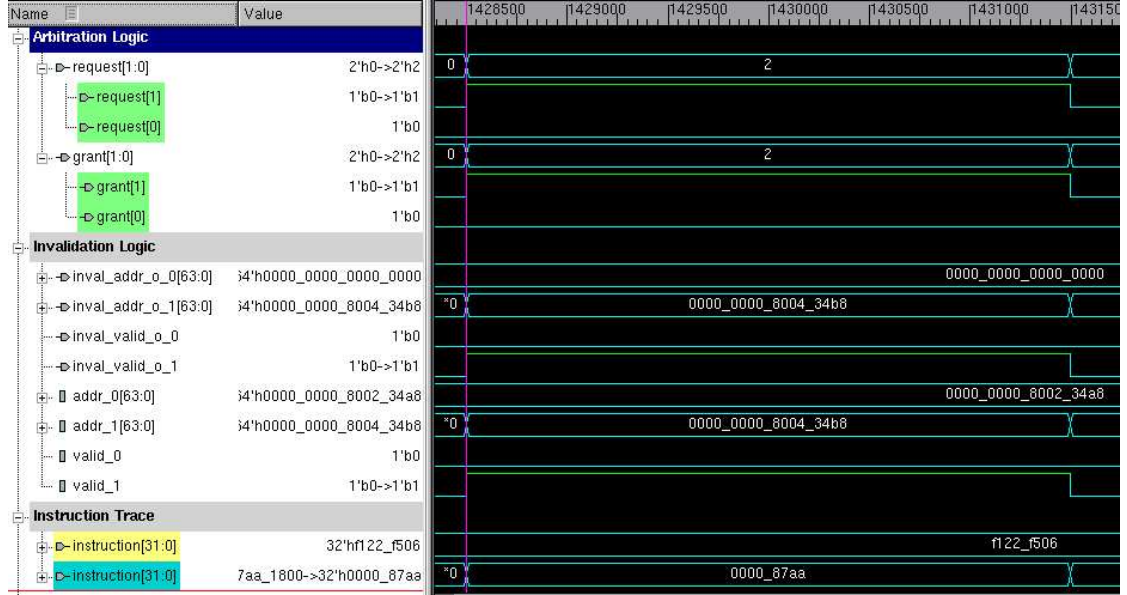 Name Value 1428500 1429000 1429500 1430000 1430500 1431000 143150
Arbitration Logic
request[1:0] 2'h0->2'h2 0 2
request[1] 1'b0->1'b1
request[0] 1'b0
grant[1:0] 2'h0->2'h2 0 2
grant[1] 1'b0->1'b1
grant[0] 1'b0
Invalidation Logic
inval_addr_o_0[63:0] 4'h0000_0000_0000_0000 0000_0000_0000_0000
inval_addr_o_1[63:0] 4'h0000_0000_8004_34b8 *0 0000_0000_8004_34b8
inval_valid_o_0 1'b0
inval_valid_o_1 1'b0->1'b1
addr_0[63:0] 4'h0000_0000_8002_34a8 0000_0000_8002_34a8
addr_1[63:0] 4'h0000_0000_8004_34b8 *0 0000_0000_8004_34b8
valid_0 1'b0
valid_1 1'b0->1'b1
Instruction Trace
instruction[31:0] 32'hf122_f506 f122_f506
instruction[31:0] 7aa_1800->32'h0000_87aa *0 0000_87aa